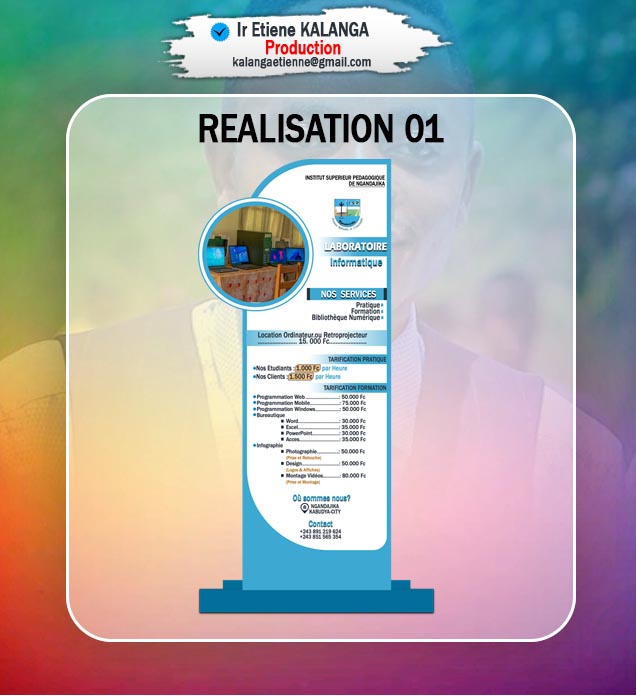 Ir Etiene KALANGA
Production
kalangaetienne@gmail.com
REALISATION 01
INSTITUT SUPERIEUR PEDAGOGIQUE
DE NGANDAJIKA
LABORATOIRE
Informatique
NOS SERVICES
Pratique
Formation
Bibliothèque Numérique
Location Ordinateur ou Retroprojecteur
15. 000 Fc
TARIFICATION PRATIQUE
Nos Etudiants : 1.000 Fc par Heure
Nos Clients : 1.500 Fc par Heure
TARIFICATION FORMATION
Programmation Web : 50.000 Fc
Programmation Mobile : 75.000 Fc
Programmation Windows : 50.000 Fc
Bureautique
Word : 30.000 Fc
Excel : 35.000 Fc
PowerPoint : 30.000 Fc
Acces : 35.000 Fc
Infographie
Photographie : 50.000 Fc
(Prise et Retouche)
Design : 50.000 Fc
(Logos & Affiches)
Montage Vidéos : 80.000 Fc
(Prise et Montage)
Où sommes nous?
NGANDAJIKA
KABUDYA-CITY
Contact
+243 891 219 624
+243 851 565 354